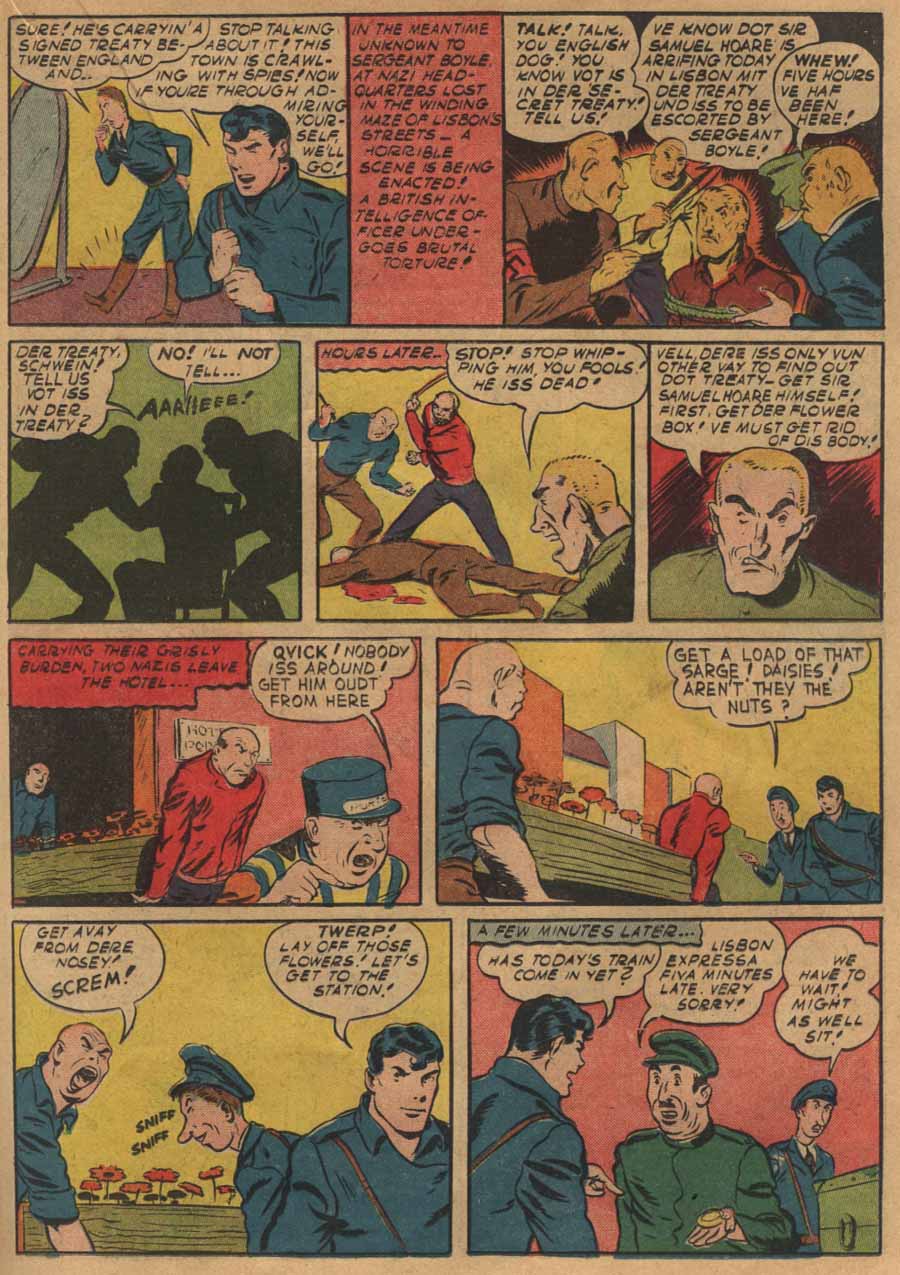 SURE! HE'S CARRYIN' A
SIGNED TREATY BE-
TWEEN ENGLAND
AND...
STOP TALKING
ABOUT IT! THIS
TOWN IS CRAWL-
ING WITH SPIES! NOW
IF YOU'RE THROUGH AD-
MIRING
YOUR-
SELF,
WE'LL
GO!
IN THE MEANTIME
UNKNOWN TO
SERGEANT BOYLE,
AT NAZI HEAD-
QUARTERS LOST
IN THE WINDING
MAZE OF LISBON'S
STREETS — A
HORRIBLE
SCENE IS BEING
ENACTED!
A BRITISH IN-
TELLIGENCE OF-
FICER UNDER-
GOES BRUTAL
TORTURE!
TALK! TALK,
YOU ENGLISH
DOG! YOU
KNOW VOT IS
IN DER SE-
CRET TREATY!
TELL US!
VE KNOW DOT SIR
SAMUEL HOARE IS
ARRIFING TODAY
IN LISBON MIT
DER TREATY
UND ISS TO BE
ESCORTED BY
SERGEANT
BOYLE!
WHEW!
FIVE HOURS
VE HAF
BEEN
HERE!
DER TREATY,
SCHWEIN!
TELL US
VOT ISS
IN DER
TREATY?
NO! I'LL NOT
TELL...
AAAIIEEE!
HOURS LATER...
STOP! STOP WHIP-
PING HIM, YOU FOOLS!
HE ISS DEAD!
VELL, DERE ISS ONLY VUN
OTHER VAY TO FIND OUT
DOT TREATY — GET SIR
SAMUEL HOARE HIMSELF!
FIRST, GET DER FLOWER
BOX! VE MUST GET RID
OF DIS BODY!
CARRYING THEIR GRISLY
BURDEN, TWO NAZIS LEAVE
THE HOTEL...
QVICK! NOBODY
ISS AROUND!
GET HIM OUDT
FROM HERE
HOT
GET A LOAD OF THAT
SARGE! DAISIES!
AREN'T THEY THE
NUTS?
GET AVAY
FROM DERE,
NOSEY!
SCREM!
SNIFF
SNIFF
TWERP!
LAY OFF THOSE
FLOWERS! LET'S
GET TO THE
STATION!
A FEW MINUTES LATER...
HAS TODAY'S TRAIN
COME IN YET?
LISBON
EXPRESSA
FIVA MINUTES
LATE. VERY
SORRY!
WE
HAVE TO
WAIT!
MIGHT
AS WELL
SIT!